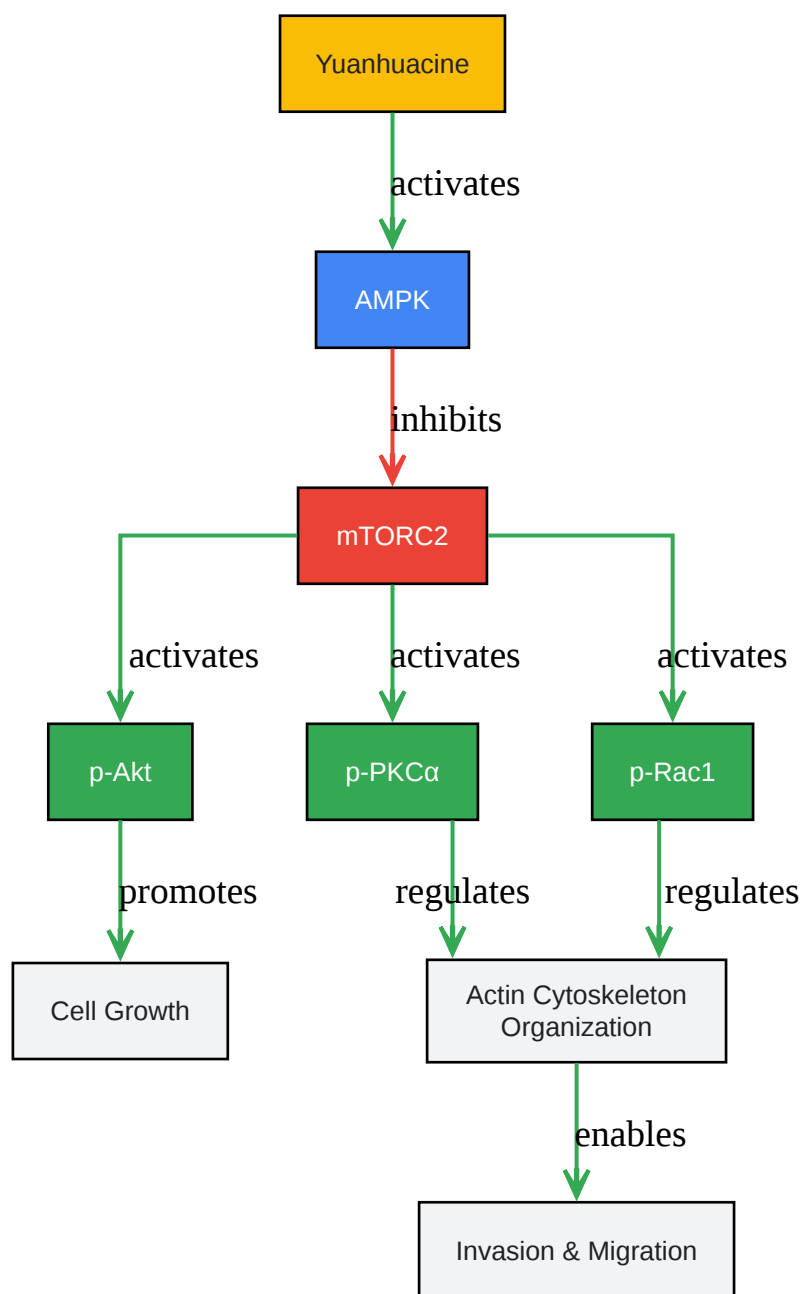 Yuanhuacine
activates
AMPK
inhibits
mTORC2
activates
activates
activates
p-Akt
p-PKCα
p-Rac1
promotes
regulates
regulates
Cell Growth
Actin Cytoskeleton
Organization
enables
Invasion & Migration